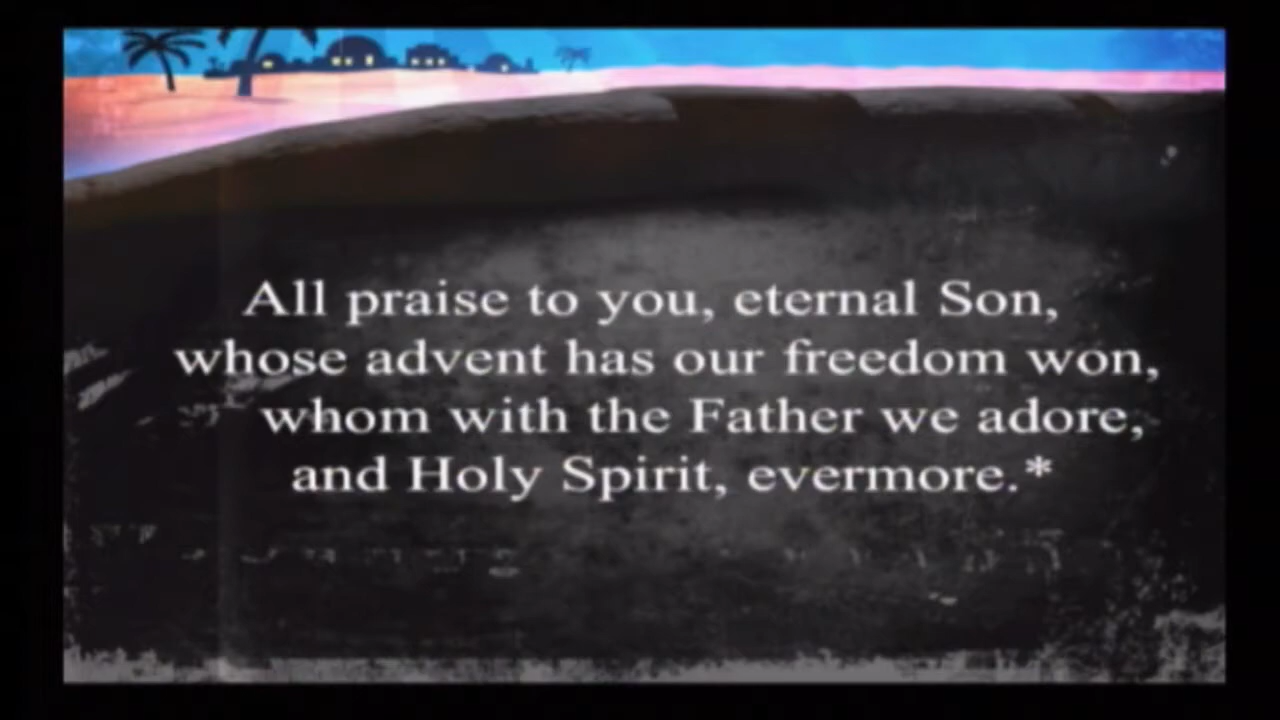 All praise to you, eternal Son,
whose advent has our freedom won,
whom with the Father we adore,
and Holy Spirit, evermore.*